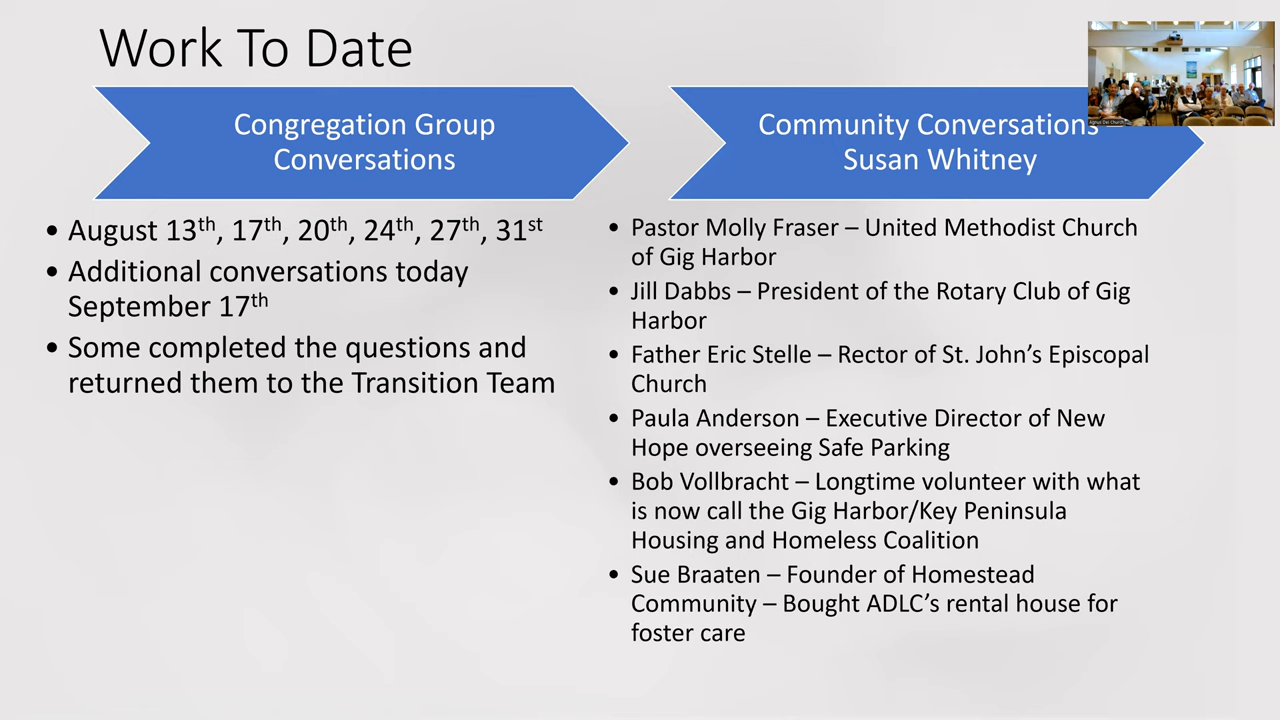 Work To Date
Congregation Group
Conversations
Community Conversations
Susan Whitney
Agnus Dei Church
• August 13th, 17th, 20th, 24th, 27th, 31st
• Additional conversations today
September 17th
• Some completed the questions and
returned them to the Transition Team
• Pastor Molly Fraser – United Methodist Church
of Gig Harbor
• Jill Dabbs – President of the Rotary Club of Gig
Harbor
• Father Eric Stelle – Rector of St. John’s Episcopal
Church
• Paula Anderson – Executive Director of New
Hope overseeing Safe Parking
• Bob Vollbracht – Longtime volunteer with what
is now call the Gig Harbor/Key Peninsula
Housing and Homeless Coalition
• Sue Braaten – Founder of Homestead
Community – Bought ADLC’s rental house for
foster care